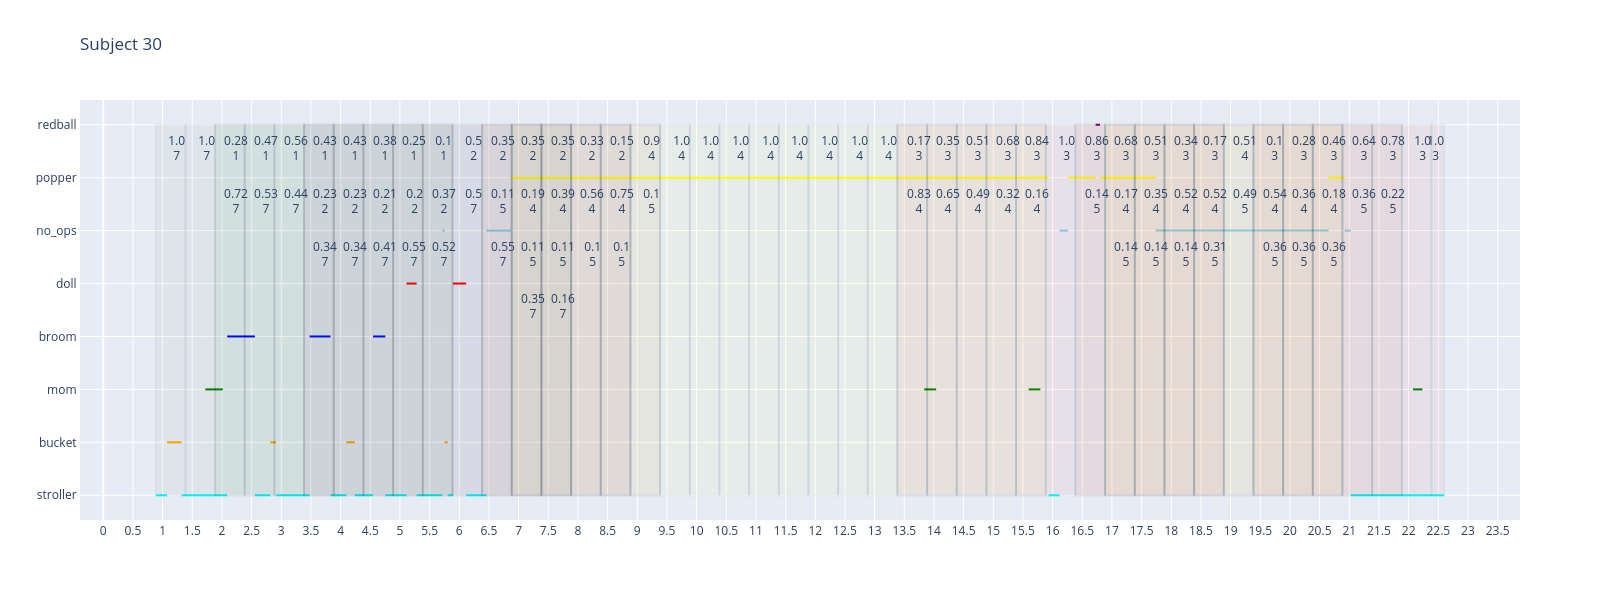 Subject 30
redball
1.0 1.0 0.28 0.47 0.56 0.43 0.43 0.38 0.25 0.1 0.5 0.35 0.35 0.35 0.33 0.15 0.9 1.0 1.0 1.0 1.0 1.0 1.0 1.0 1.0 0.17 0.35 0.51 0.68 0.84 1.0 0.86 0.68 0.51 0.34 0.17 0.51 0.1 0.28 0.46 0.64 0.78 1.0 1.0
7 7 1 1 1 1 1 1 1 1 2 2 2 2 2 2 4 4 4 4 4 4 4 4 4 3 3 3 3 3 3 3 3 3 3 3 4 3 3 3 3 3 3 3
popper
0.72 0.53 0.44 0.23 0.23 0.21 0.2 0.37 0.5 0.11 0.19 0.39 0.56 0.75 0.1 0.83 0.65 0.49 0.32 0.16 0.14 0.17 0.35 0.52 0.52 0.49 0.54 0.36 0.18 0.36 0.22
7 7 7 2 2 2 2 2 7 5 4 4 4 4 5 4 4 4 4 4 5 4 4 4 4 5 4 4 4 5 5
no_ops
0.34 0.34 0.41 0.55 0.52 0.55 0.11 0.11 0.1 0.1 0.14 0.14 0.14 0.31 0.36 0.36 0.36
7 7 7 7 7 7 5 5 5 5 5 5 5 5 5 5 5
doll
0.35 0.16
7 7
broom
mom
bucket
stroller
0 0.5 1 1.5 2 2.5 3 3.5 4 4.5 5 5.5 6 6.5 7 7.5 8 8.5 9 9.5 10 10.5 11 11.5 12 12.5 13 13.5 14 14.5 15 15.5 16 16.5 17 17.5 18 18.5 19 19.5 20 20.5 21 21.5 22 22.5 23 23.5